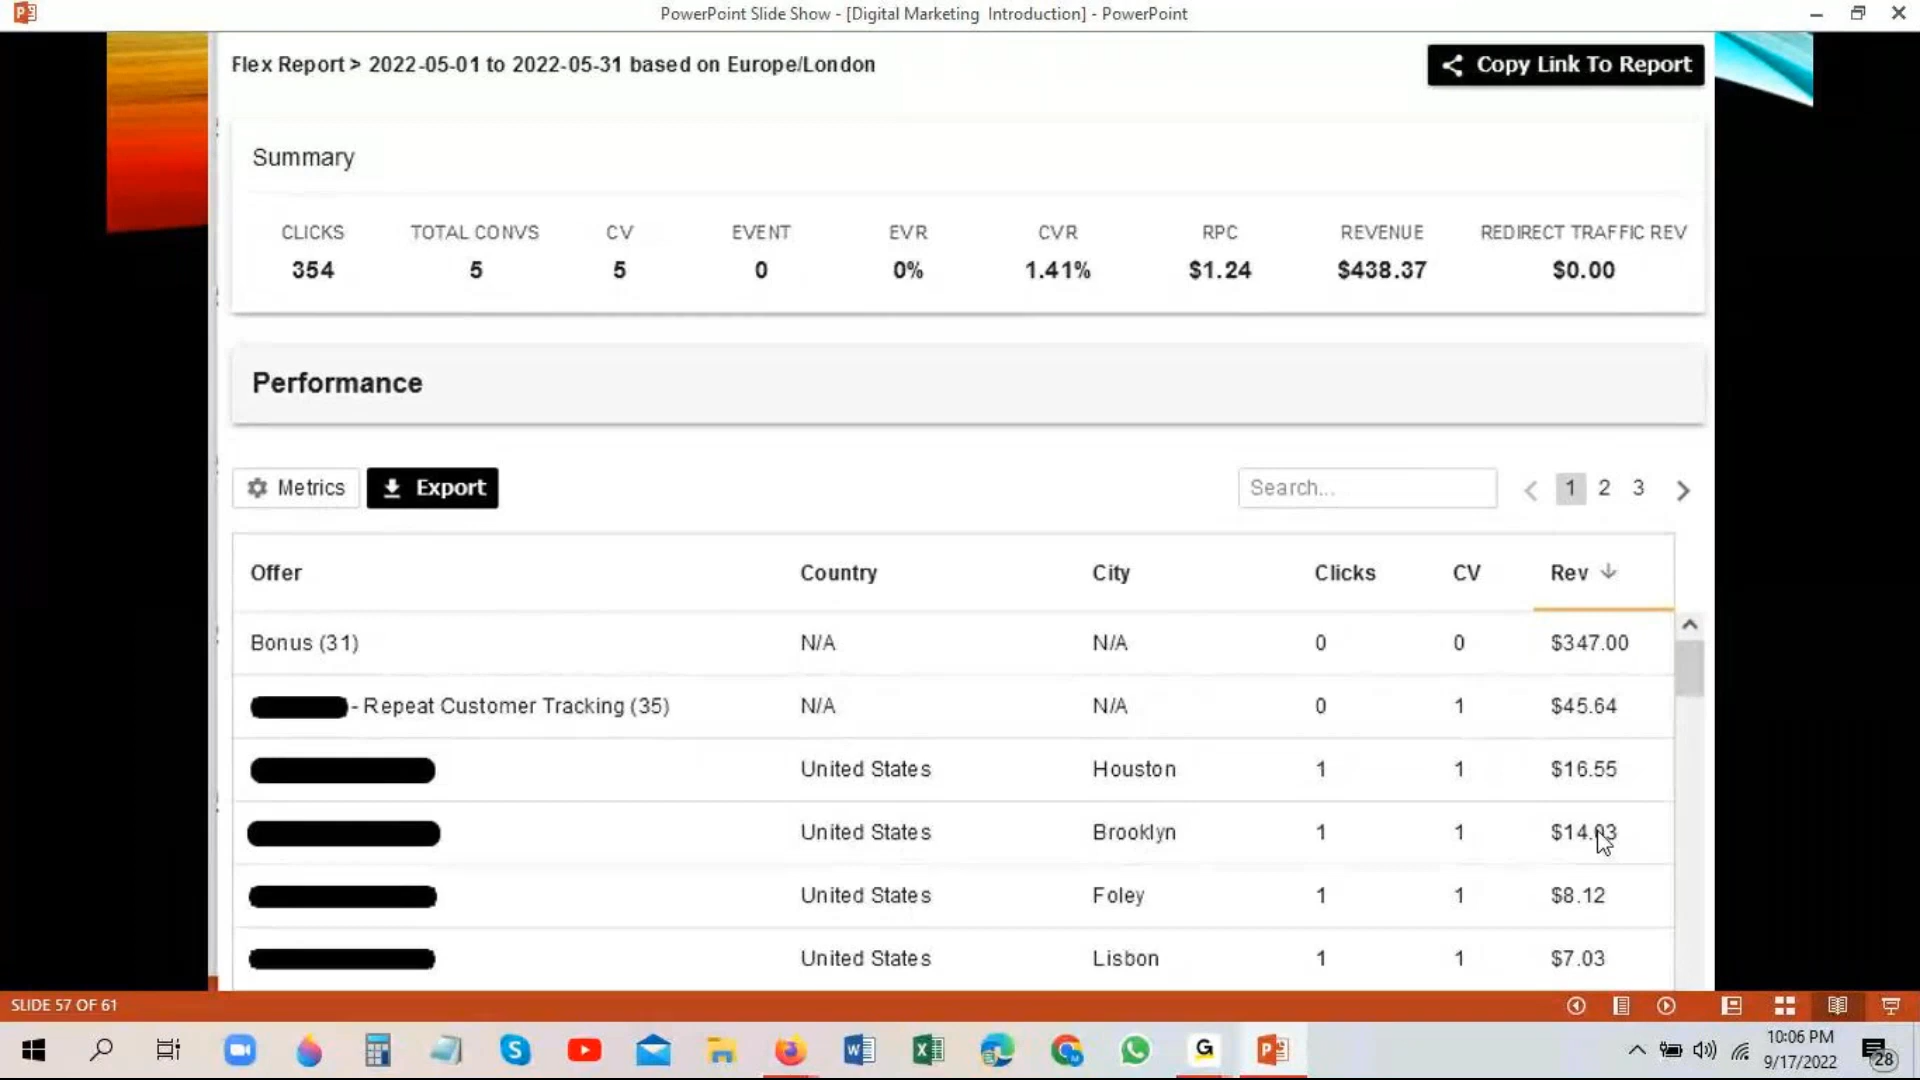 PowerPoint Slide Show - [Digital Marketing Introduction] - PowerPoint
Flex Report > 2022-05-01 to 2022-05-31 based on Europe/London
Copy Link To Report
Summary
CLICKS TOTAL CONVS CV EVENT EVR CVR RPC REVENUE REDIRECT TRAFFIC REV
354 5 5 0 0% 1.41% $1.24 $438.37 $0.00
Performance
Metrics Export Search... 1 2 3
Offer Country City Clicks CV Rev
Bonus (31) N/A N/A 0 0 $347.00
- Repeat Customer Tracking (35) N/A N/A 0 1 $45.64
United States Houston 1 1 $16.55
United States Brooklyn 1 1 $14.03
United States Foley 1 1 $8.12
United States Lisbon 1 1 $7.03
SLIDE 57 OF 61
10:06 PM
9/17/2022
28